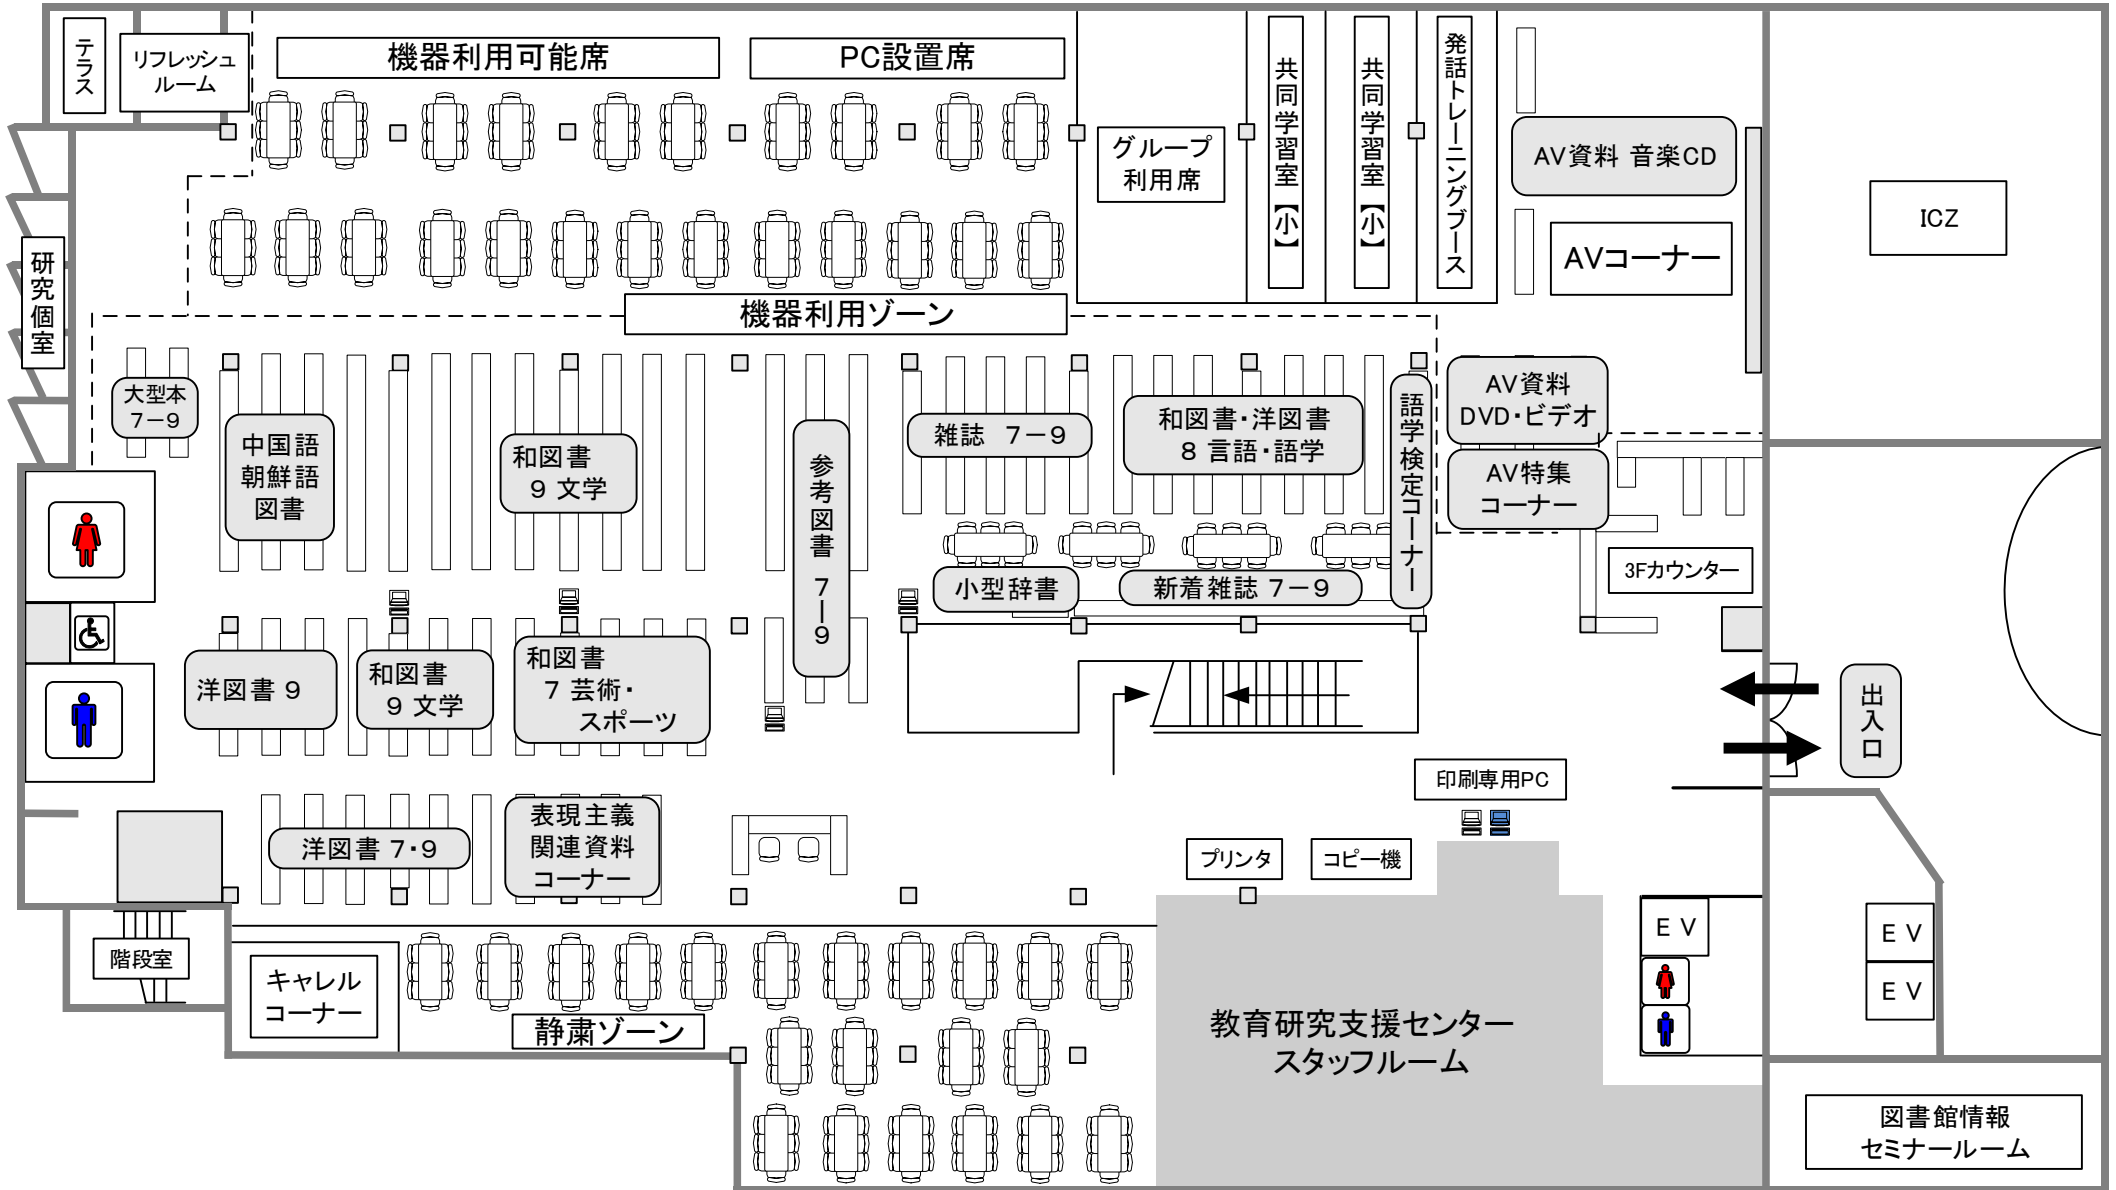 テラス
リフレッシュ
ルーム
機器利用可能席
PC設置席
グループ
利用席
共同学習室【小】
共同学習室【小】
発話トレーニングブース
AV資料 音楽CD
AVコーナー
ICZ
研究個室
機器利用ゾーン
大型本
7－9
中国語
朝鮮語
図書
和図書
9 文学
参考図書 7－9
雑誌 7－9
和図書・洋図書
8 言語・語学
語学検定コーナー
AV資料
DVD・ビデオ
AV特集
コーナー
小型辞書
新着雑誌 7－9
3Fカウンター
洋図書 9
和図書
9 文学
和図書
7 芸術・
スポーツ
出入口
印刷専用PC
洋図書 7・9
表現主義
関連資料
コーナー
プリンタ
コピー機
階段室
キャレル
コーナー
静粛ゾーン
教育研究支援センター
スタッフルーム
ＥＶ
ＥＶ
ＥＶ
図書館情報
セミナールーム